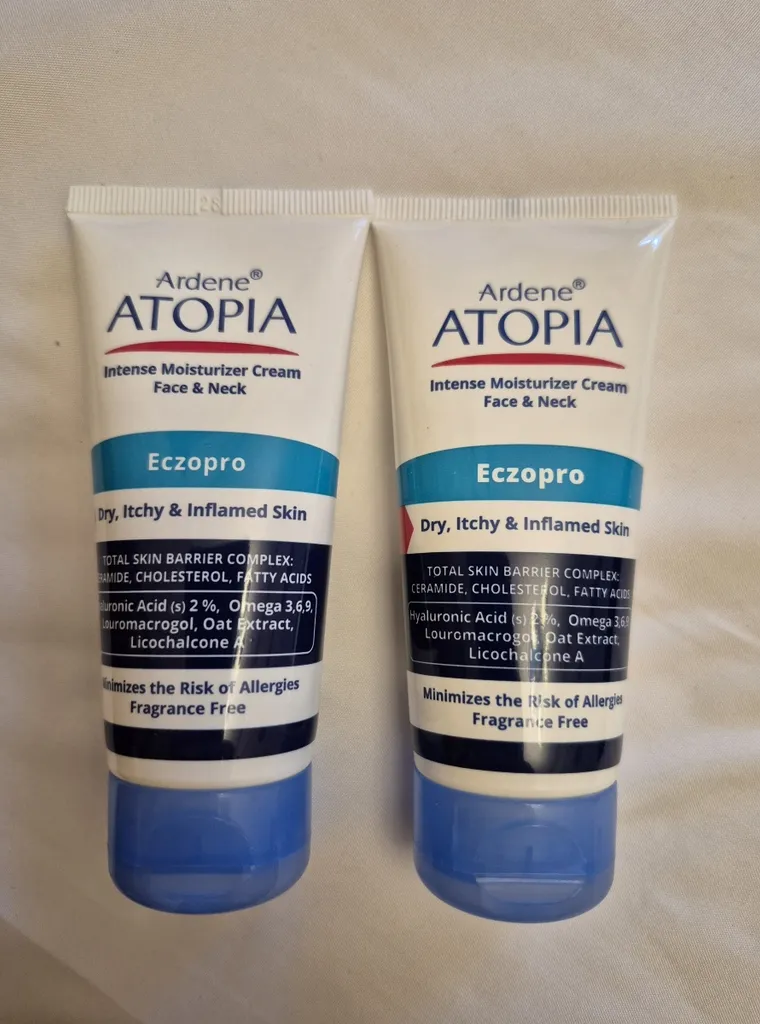 28
Ardene®
ATOPIA
Intense Moisturizer Cream
Face & Neck
Eczopro
Dry, Itchy & Inflamed Skin
TOTAL SKIN BARRIER COMPLEX:
ERAMIDE, CHOLESTEROL, FATTY ACIDS
aluronic Acid (s) 2 %, Omega 3,6,9,
Louromacrogol, Oat Extract,
Licochalcone A
Minimizes the Risk of Allergies
Fragrance Free
Ardene®
ATOPIA
Intense Moisturizer Cream
Face & Neck
Eczopro
Dry, Itchy & Inflamed Skin
TOTAL SKIN BARRIER COMPLEX:
CERAMIDE, CHOLESTEROL, FATTY ACIDS
Hyaluronic Acid (s) 2 %, Omega 3,6,9
Louromacrogol, Oat Extract,
Licochalcone A
Minimizes the Risk of Allergies
Fragrance Free